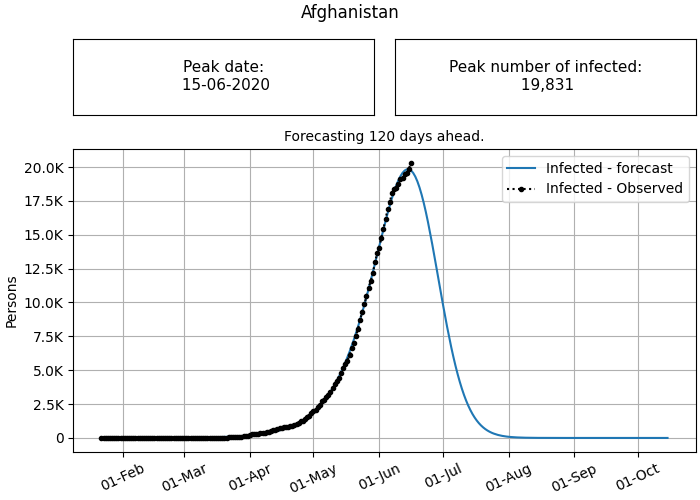 Afghanistan
Peak date:
15-06-2020
Peak number of infected:
19,831
Forecasting 120 days ahead.
Infected - forecast
Infected - Observed
Persons
20.0K
17.5K
15.0K
12.5K
10.0K
7.5K
5.0K
2.5K
0
01-Feb
01-Mar
01-Apr
01-May
01-Jun
01-Jul
01-Aug
01-Sep
01-Oct